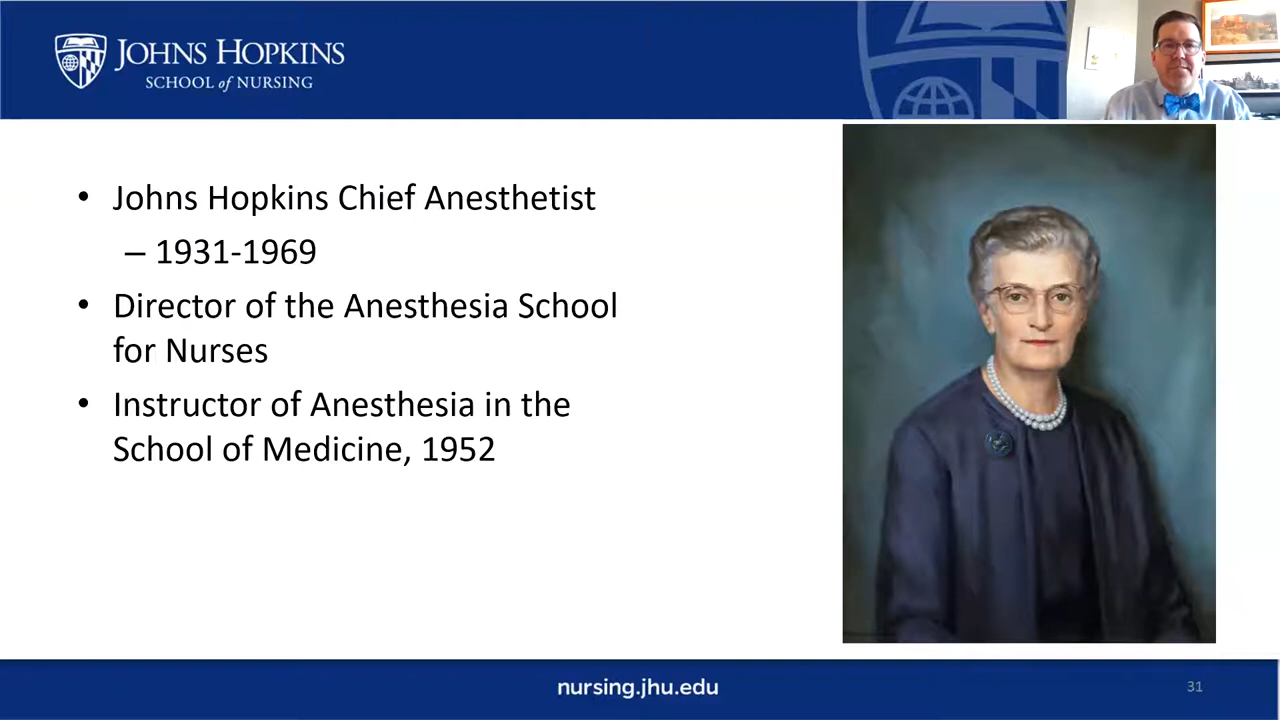 JOHNS HOPKINS
SCHOOL of NURSING
• Johns Hopkins Chief Anesthetist
– 1931-1969
• Director of the Anesthesia School
for Nurses
• Instructor of Anesthesia in the
School of Medicine, 1952
nursing.jhu.edu
31